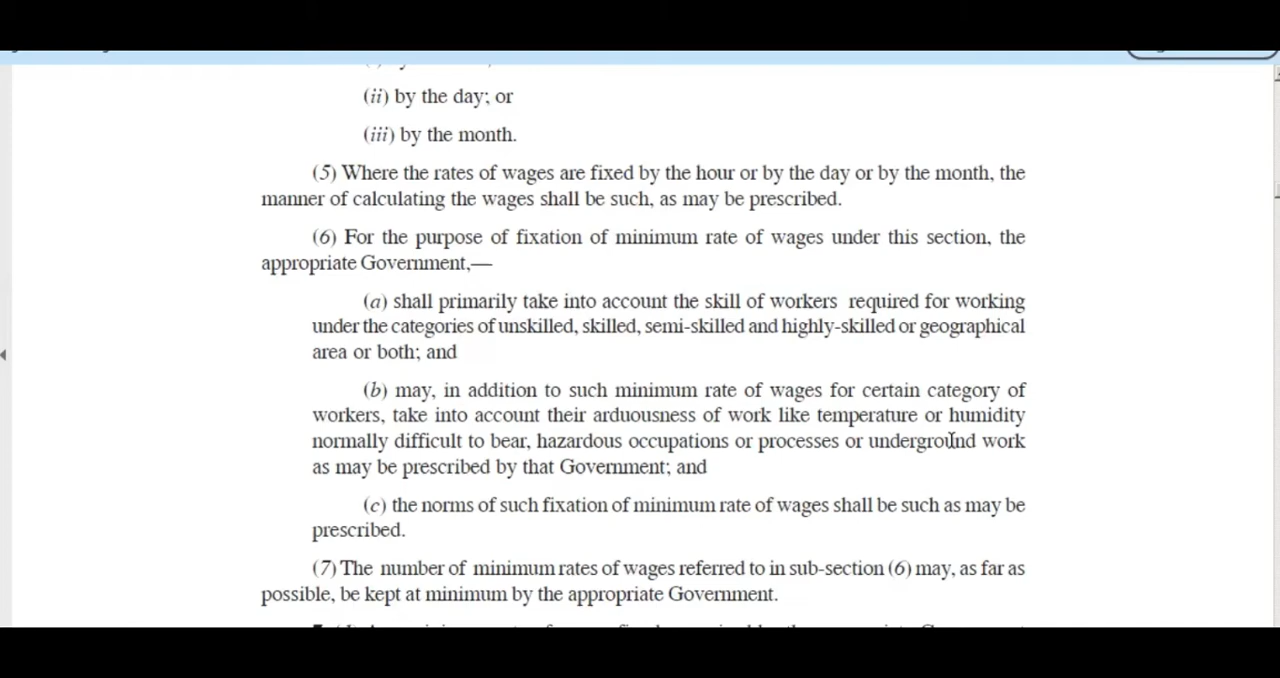 (ii) by the day; or
(iii) by the month.
(5) Where the rates of wages are fixed by the hour or by the day or by the month, the
manner of calculating the wages shall be such, as may be prescribed.
(6) For the purpose of fixation of minimum rate of wages under this section, the
appropriate Government,—
(a) shall primarily take into account the skill of workers required for working
under the categories of unskilled, skilled, semi-skilled and highly-skilled or geographical
area or both; and
(b) may, in addition to such minimum rate of wages for certain category of
workers, take into account their arduousness of work like temperature or humidity
normally difficult to bear, hazardous occupations or processes or underground work
as may be prescribed by that Government; and
(c) the norms of such fixation of minimum rate of wages shall be such as may be
prescribed.
(7) The number of minimum rates of wages referred to in sub-section (6) may, as far as
possible, be kept at minimum by the appropriate Government.